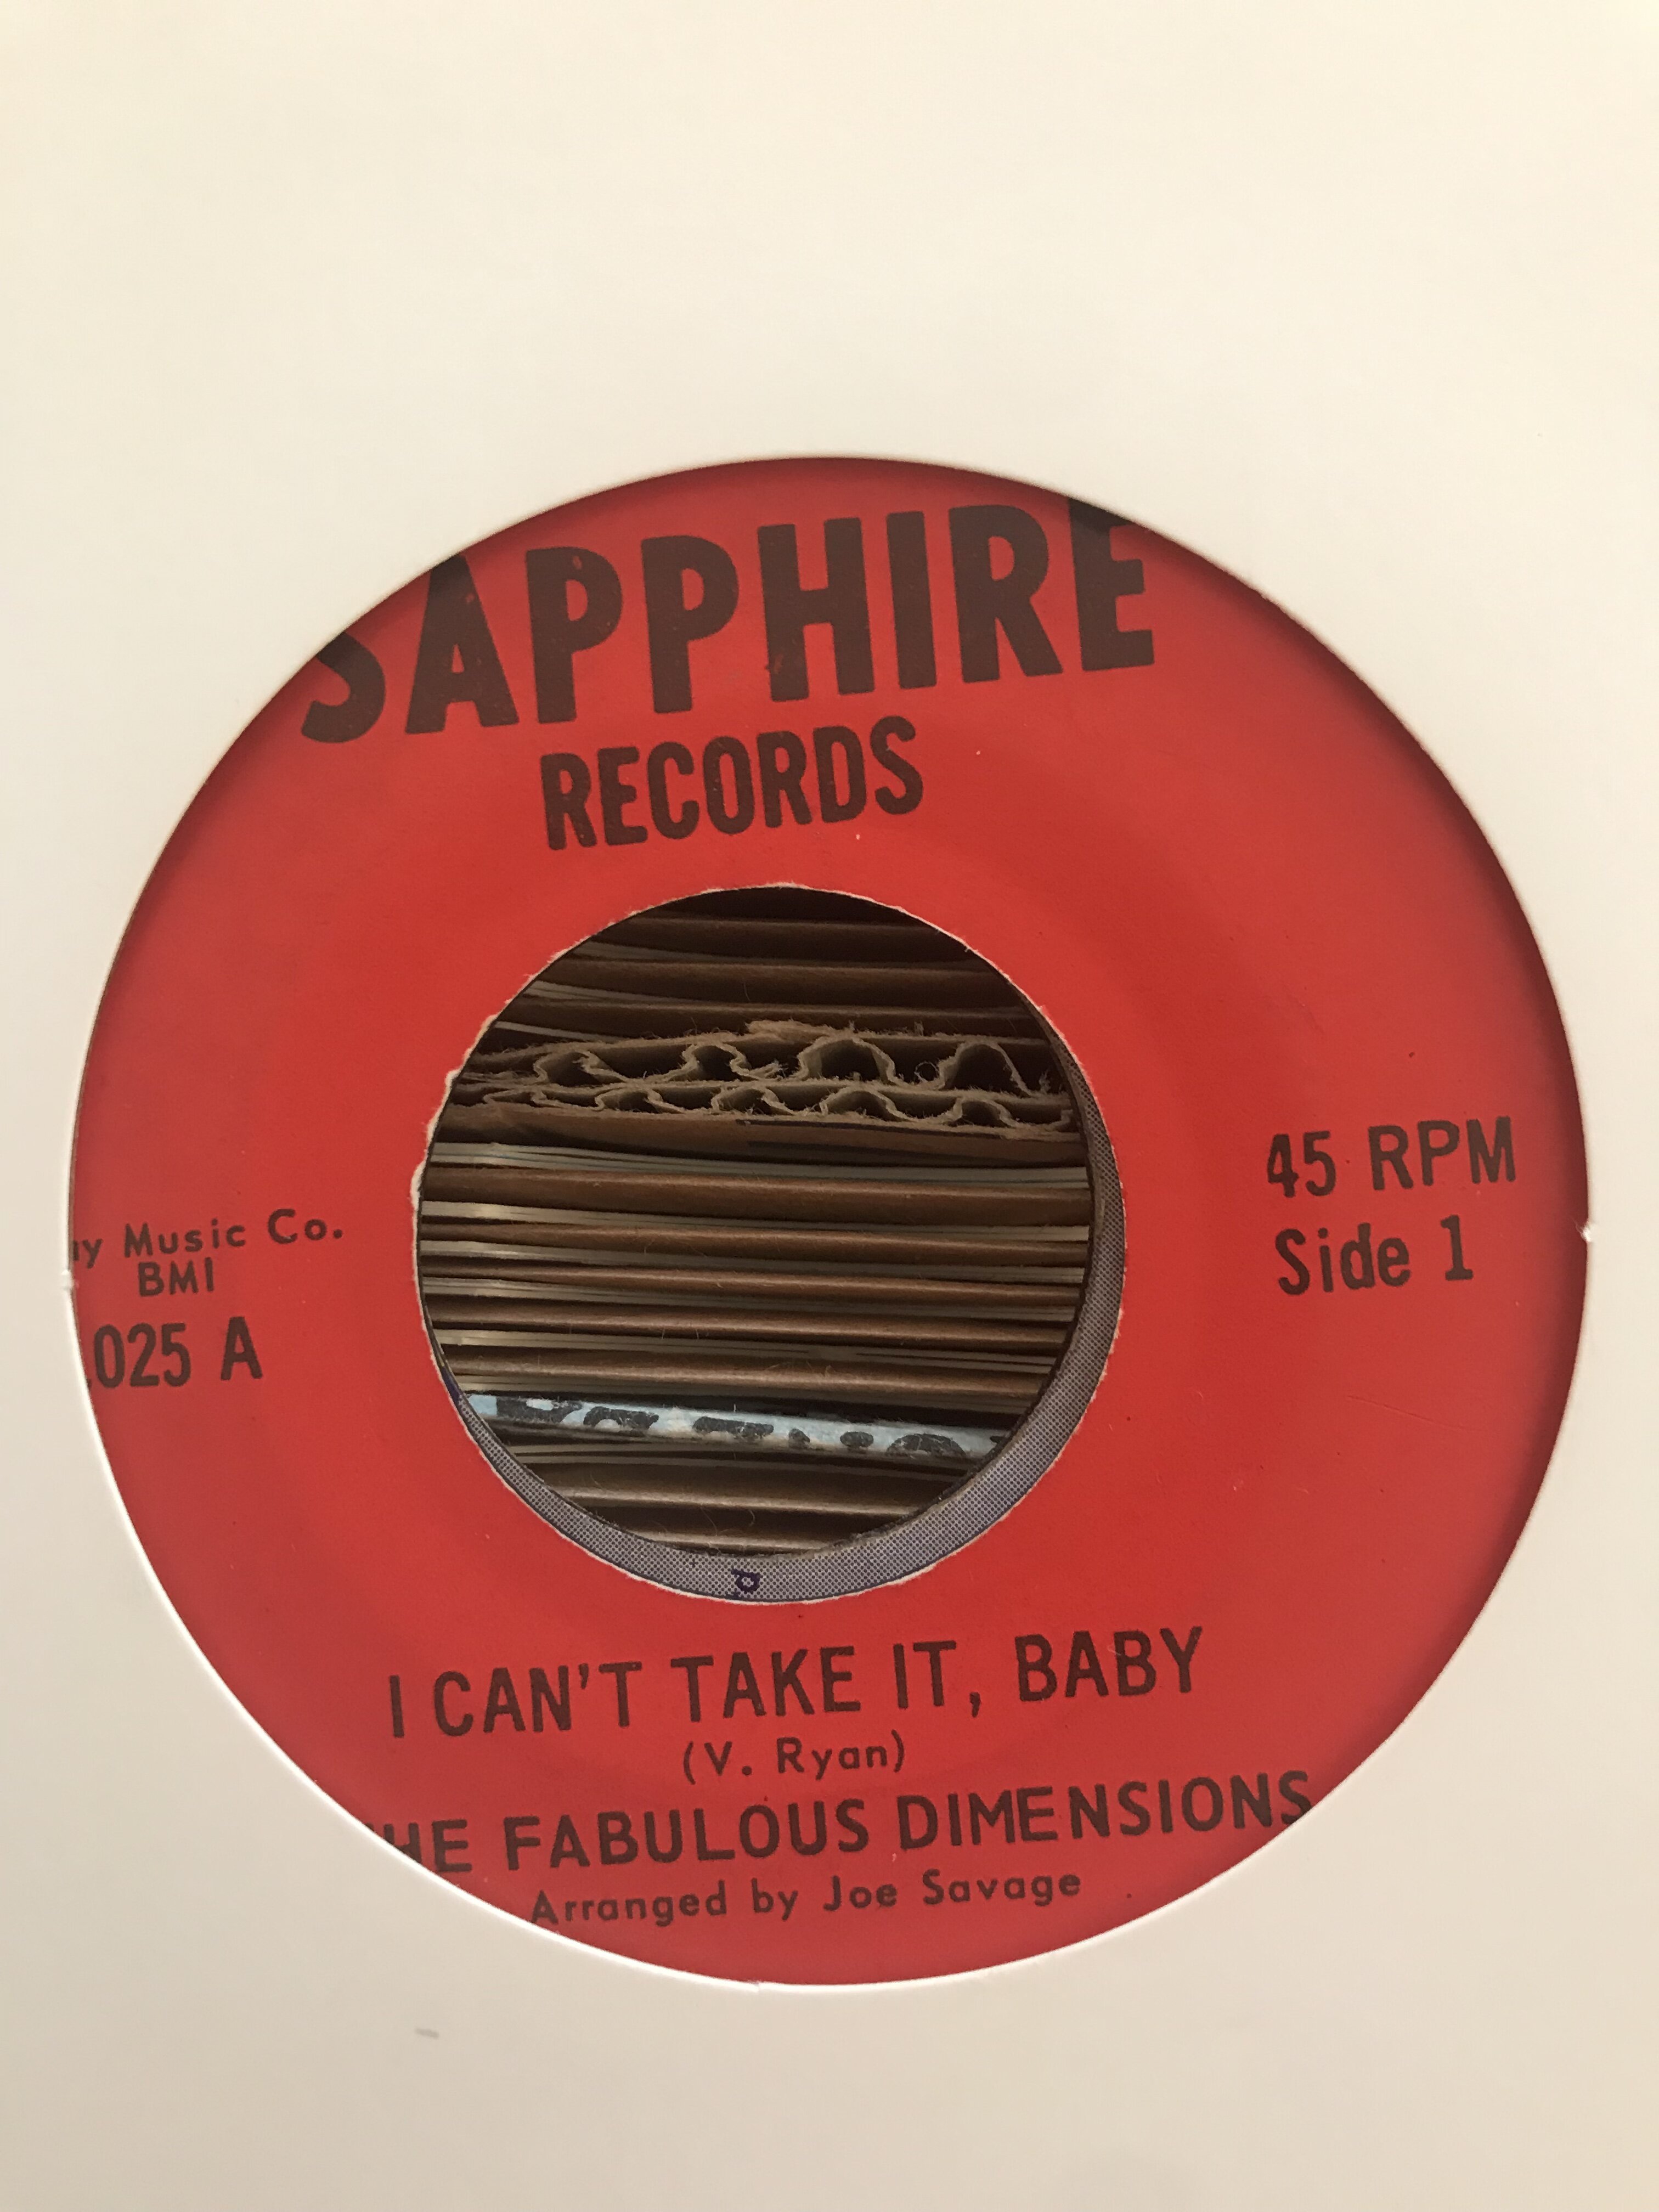 SAPPHIRE
RECORDS
Music Co.
BMI
025 A
45 RPM
Side 1
I CAN'T TAKE IT, BABY
(V. Ryan)
THE FABULOUS DIMENSIONS
Arranged by Joe Savage